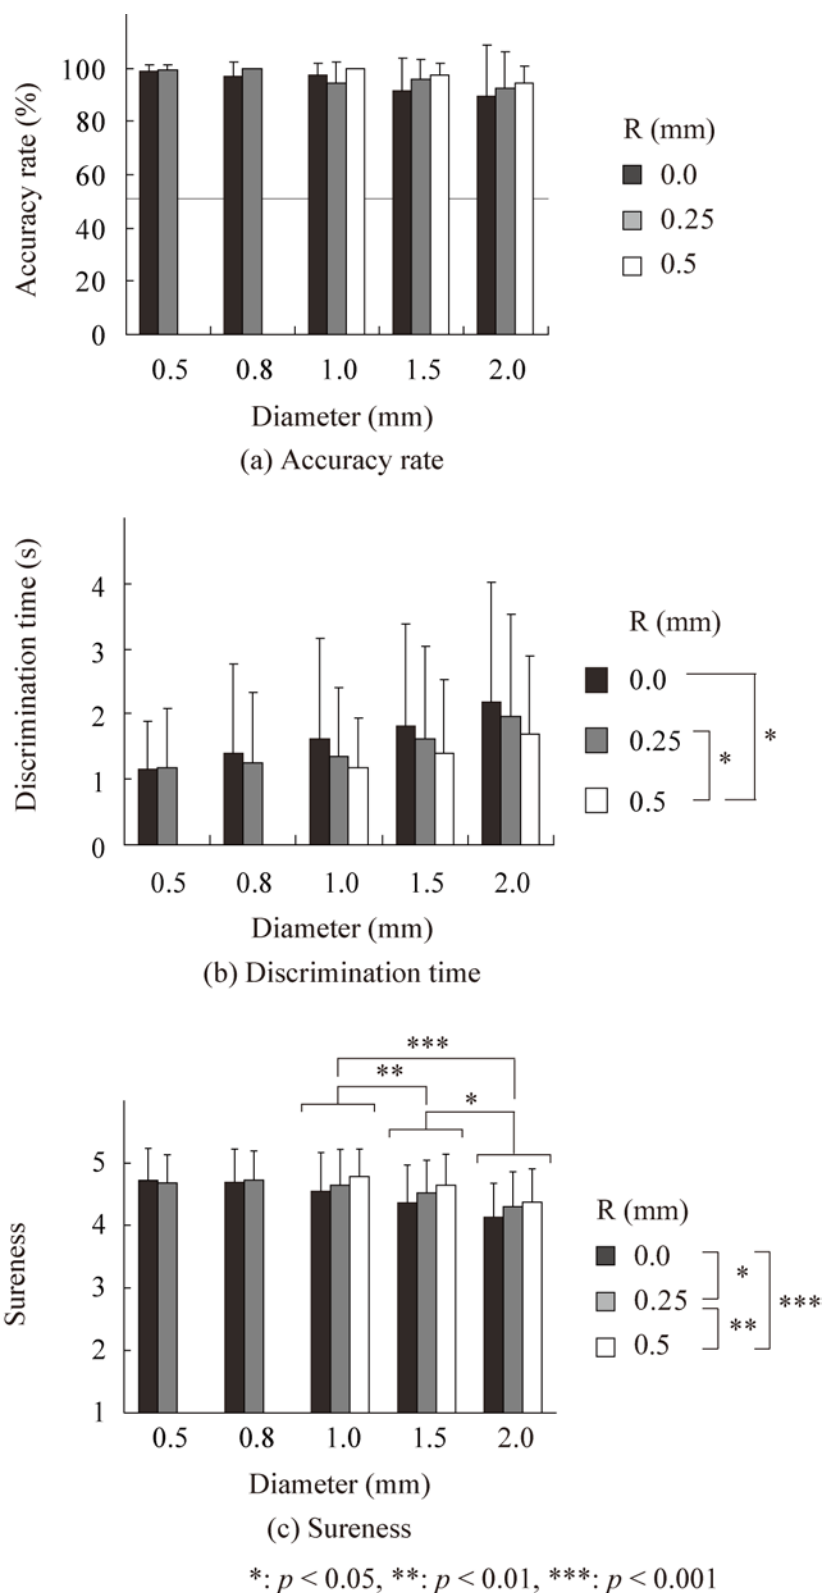 100
80
60
40
20
0
Accuracy rate (%)
0.5 0.8 1.0 1.5 2.0
Diameter (mm)
R (mm)
0.0
0.25
0.5
(a) Accuracy rate
4
3
2
1
0
Discrimination time (s)
0.5 0.8 1.0 1.5 2.0
Diameter (mm)
R (mm)
0.0
0.25
0.5
*
*
(b) Discrimination time
***
**
*
5
4
3
2
1
Sureness
0.5 0.8 1.0 1.5 2.0
Diameter (mm)
R (mm)
0.0
0.25
0.5
*
**
***
(c) Sureness
*: p < 0.05, **: p < 0.01, ***: p < 0.001